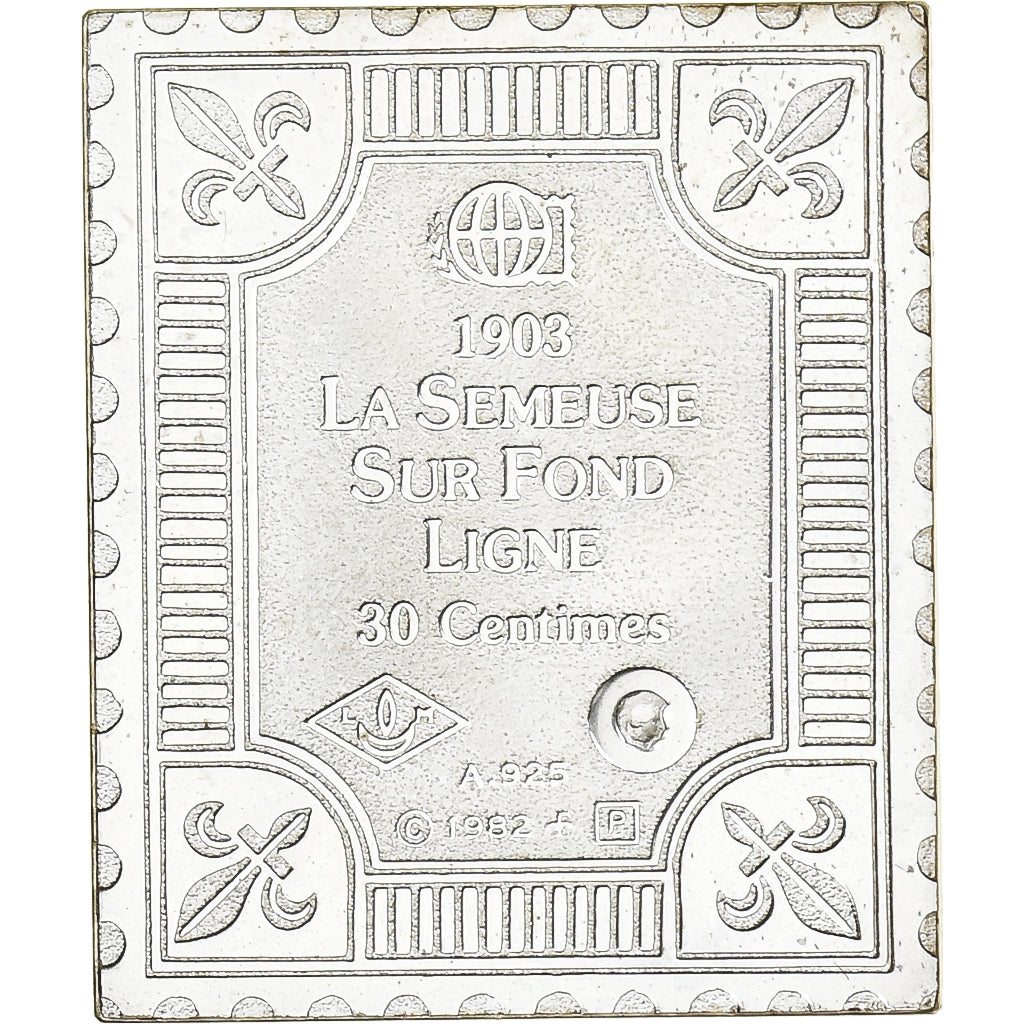 1903
LA SEMEUSE
SUR FOND
LIGNE
30 Centimes
L H
A.925
© 1982 + P